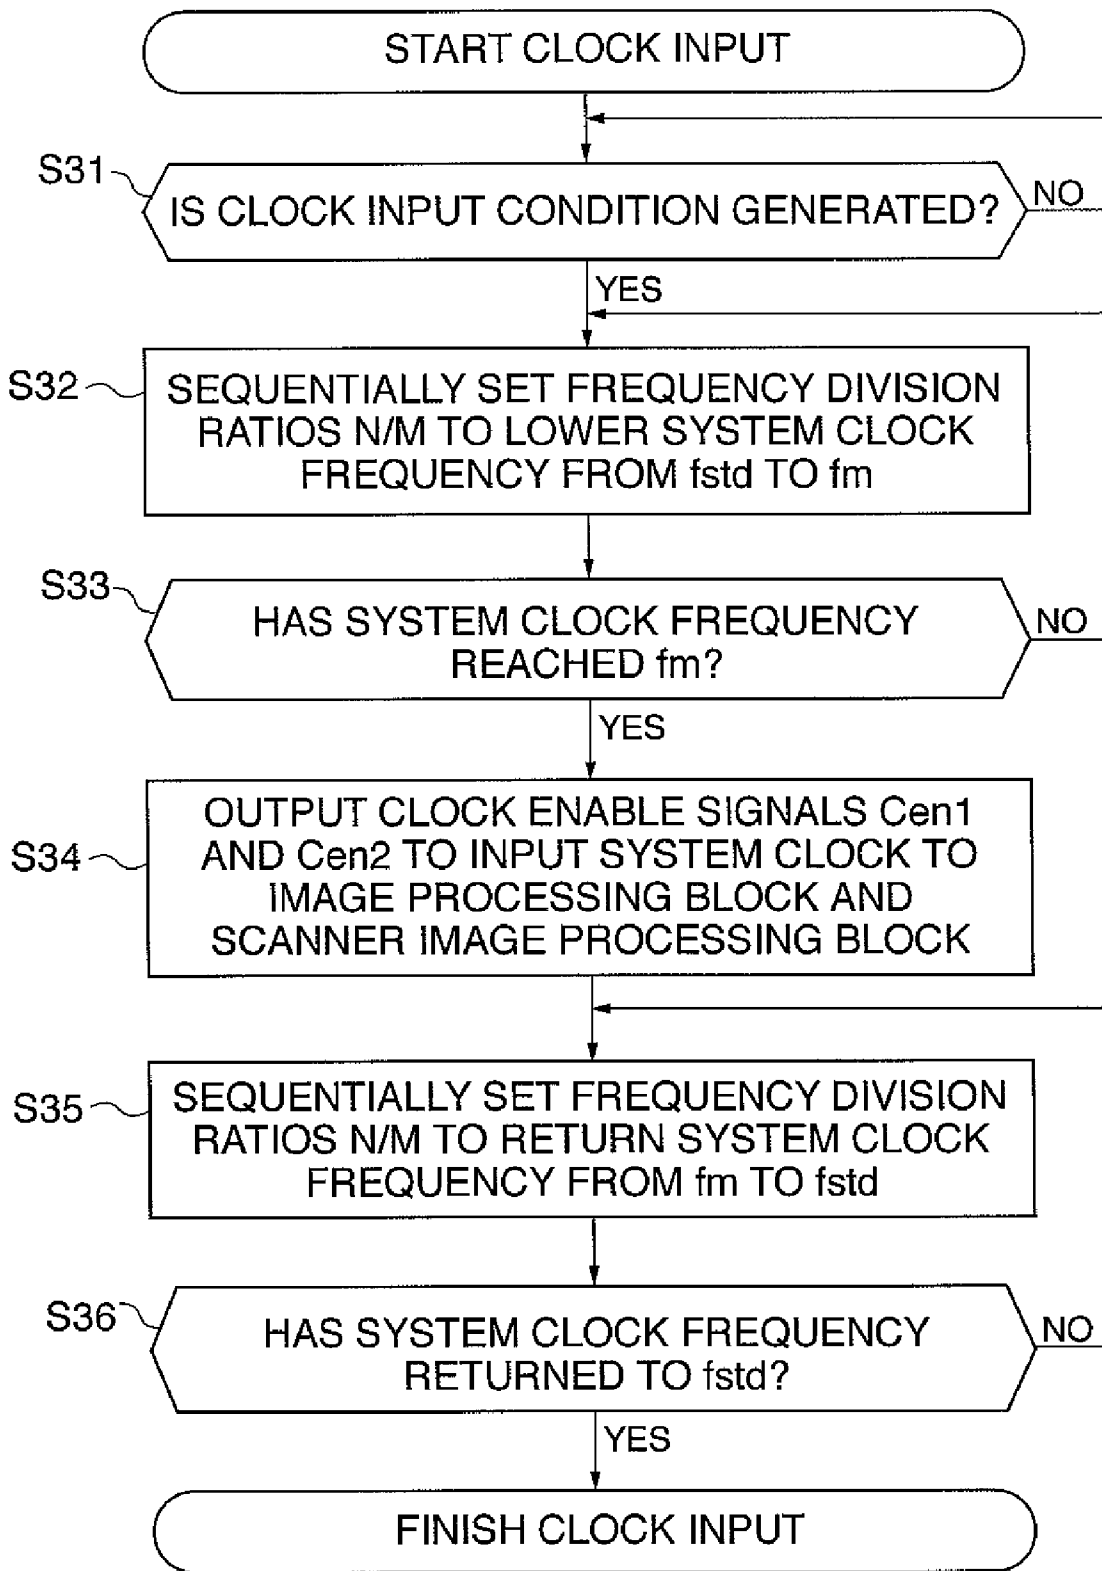 START CLOCK INPUT
S31
IS CLOCK INPUT CONDITION GENERATED?
NO
YES
S32
SEQUENTIALLY SET FREQUENCY DIVISION
RATIOS N/M TO LOWER SYSTEM CLOCK
FREQUENCY FROM fstd TO fm
S33
HAS SYSTEM CLOCK FREQUENCY
REACHED fm?
NO
YES
S34
OUTPUT CLOCK ENABLE SIGNALS Cen1
AND Cen2 TO INPUT SYSTEM CLOCK TO
IMAGE PROCESSING BLOCK AND
SCANNER IMAGE PROCESSING BLOCK
S35
SEQUENTIALLY SET FREQUENCY DIVISION
RATIOS N/M TO RETURN SYSTEM CLOCK
FREQUENCY FROM fm TO fstd
S36
HAS SYSTEM CLOCK FREQUENCY
RETURNED TO fstd?
NO
YES
FINISH CLOCK INPUT